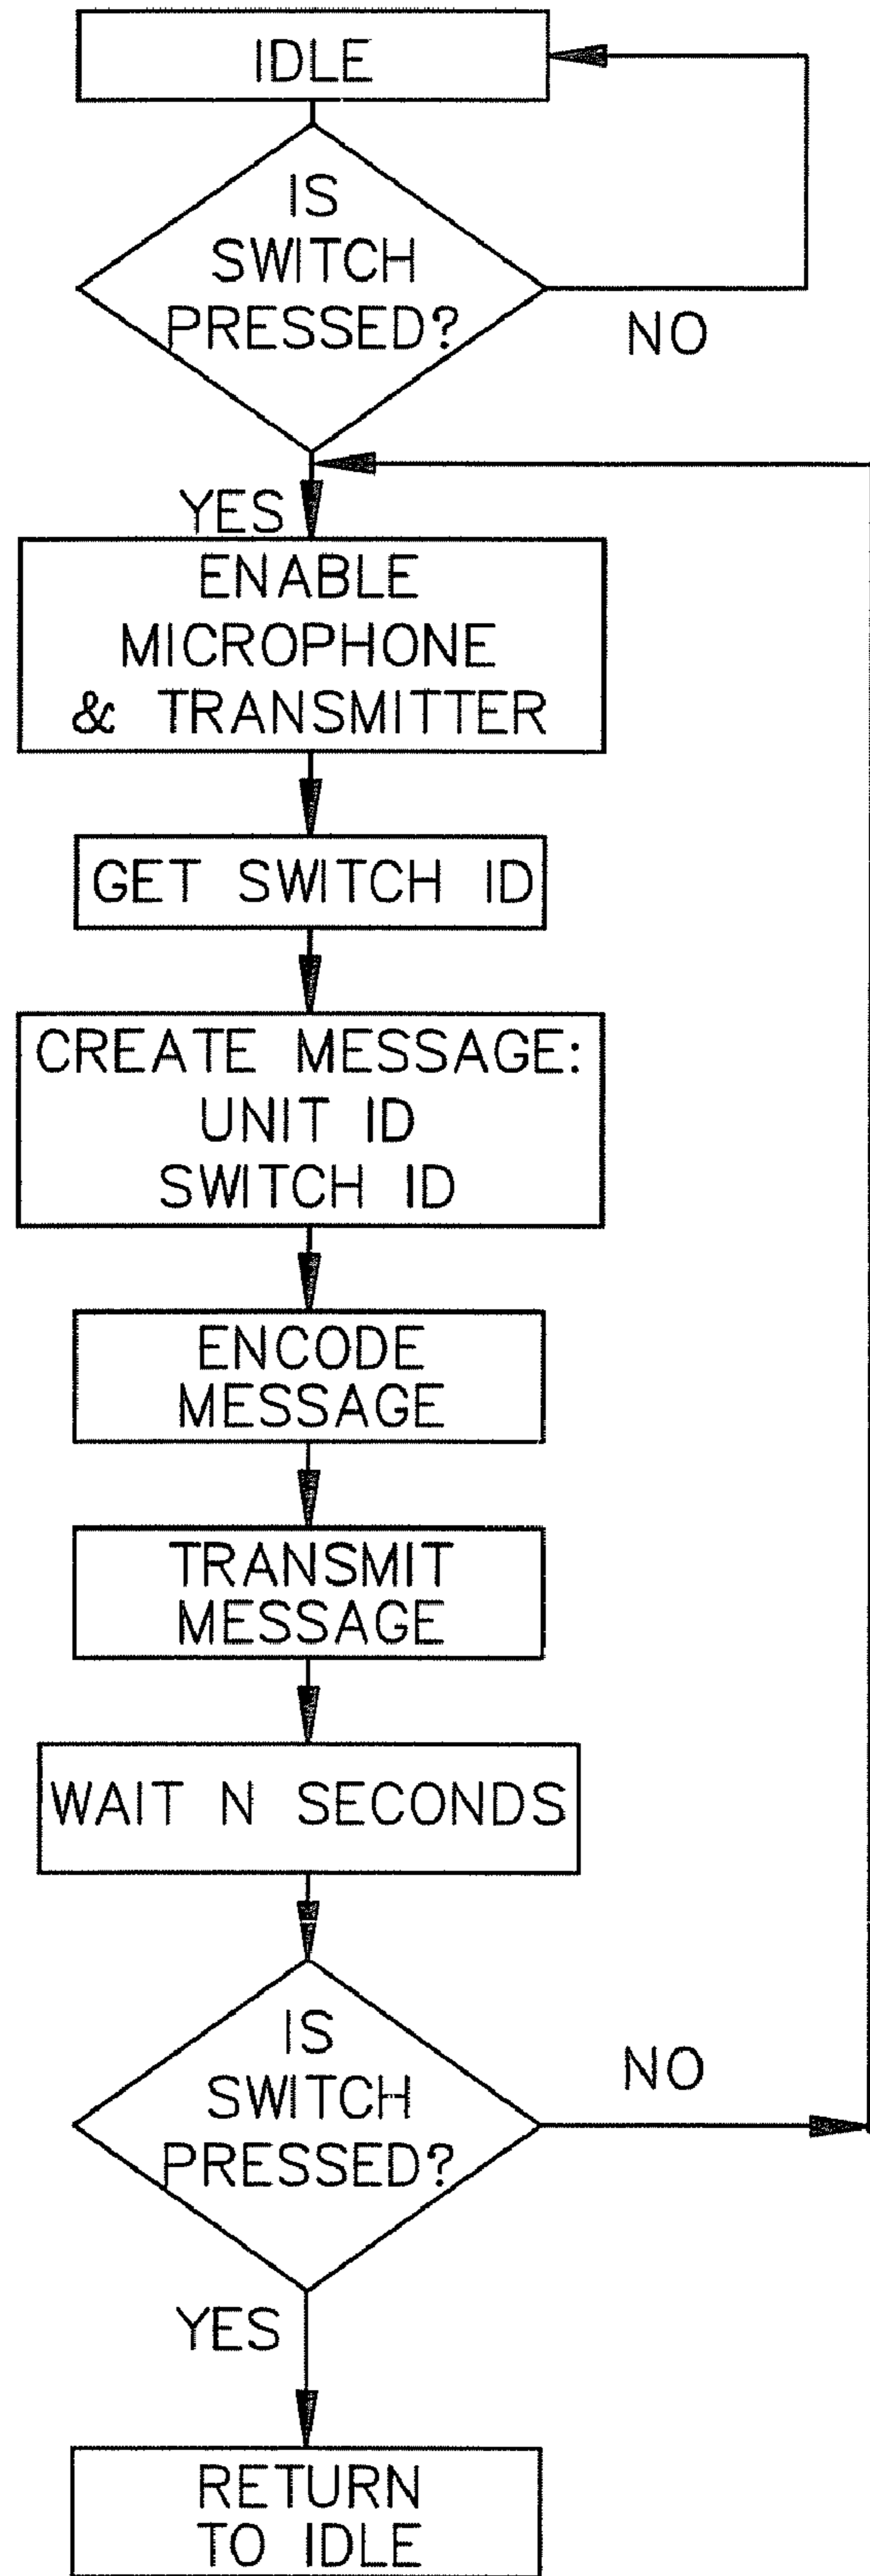 IDLE
IS
SWITCH
PRESSED?
NO
YES
ENABLE
MICROPHONE
& TRANSMITTER
GET SWITCH ID
CREATE MESSAGE:
UNIT ID
SWITCH ID
ENCODE
MESSAGE
TRANSMIT
MESSAGE
WAIT N SECONDS
IS
SWITCH
PRESSED?
NO
YES
RETURN
TO IDLE